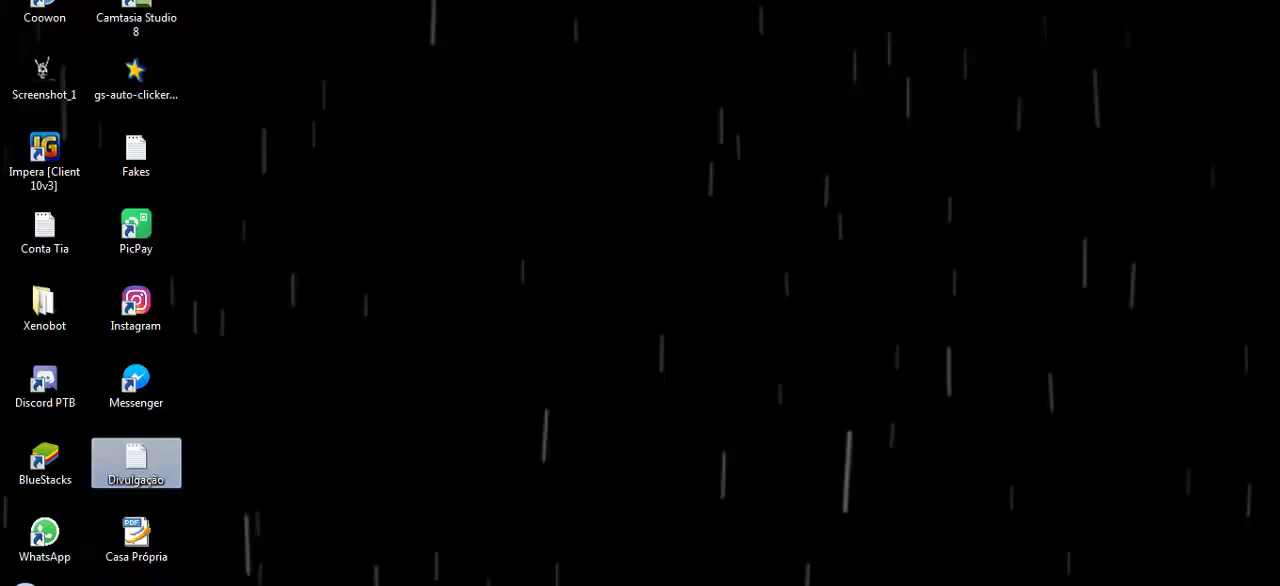 Coowon
Camtasia Studio
8
Screenshot_1
gs-auto-clicker...
Impera [Client
10v3]
Fakes
Conta Tia
PicPay
Xenobot
Instagram
Discord PTB
Messenger
BlueStacks
Divulgação
WhatsApp
PDF
Casa Própria